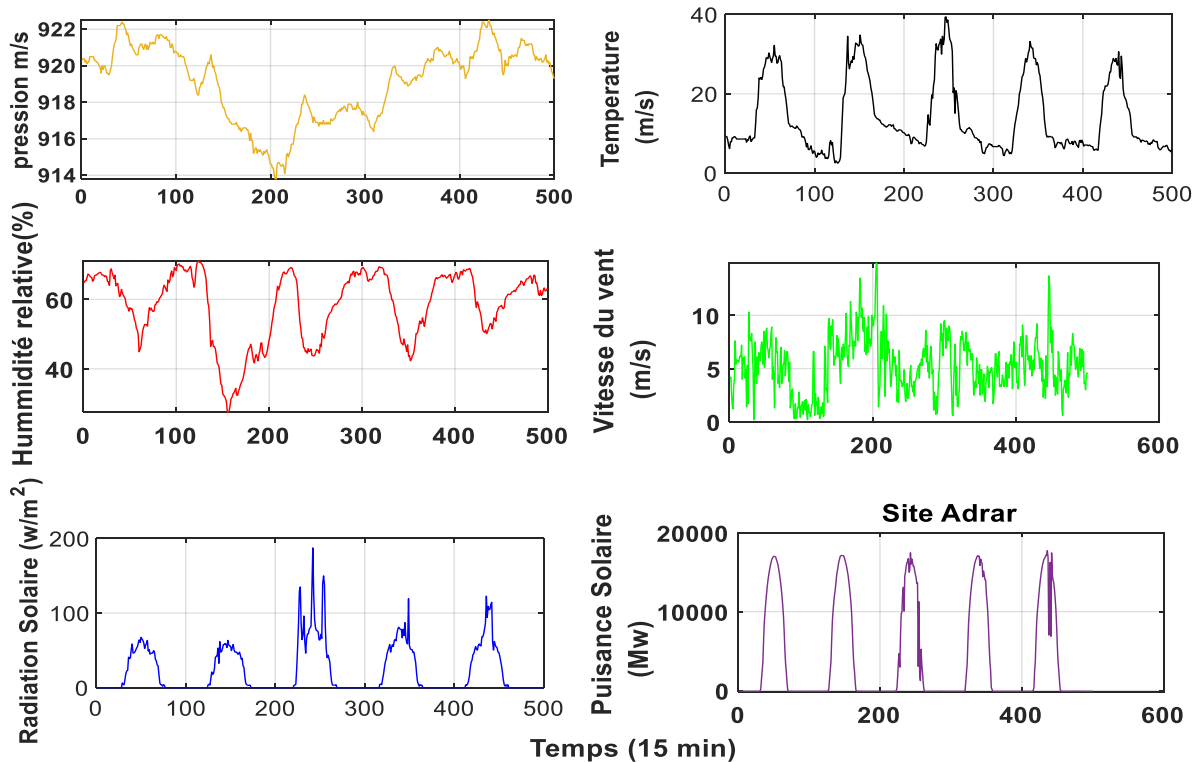 pression m/s
922
920
918
916
914
0 100 200 300 400 500
Temperature
(m/s)
40
20
0
0 100 200 300 400 500
Hummidité relative(%)
60
40
0 100 200 300 400 500
Vitesse du vent
(m/s)
10
5
0
0 200 400 600
Radiation Solaire (w/m²)
200
100
0
0 100 200 300 400 500
Site Adrar
Puisance Solaire
(Mw)
20000
10000
0
0 200 400 600
Temps (15 min)